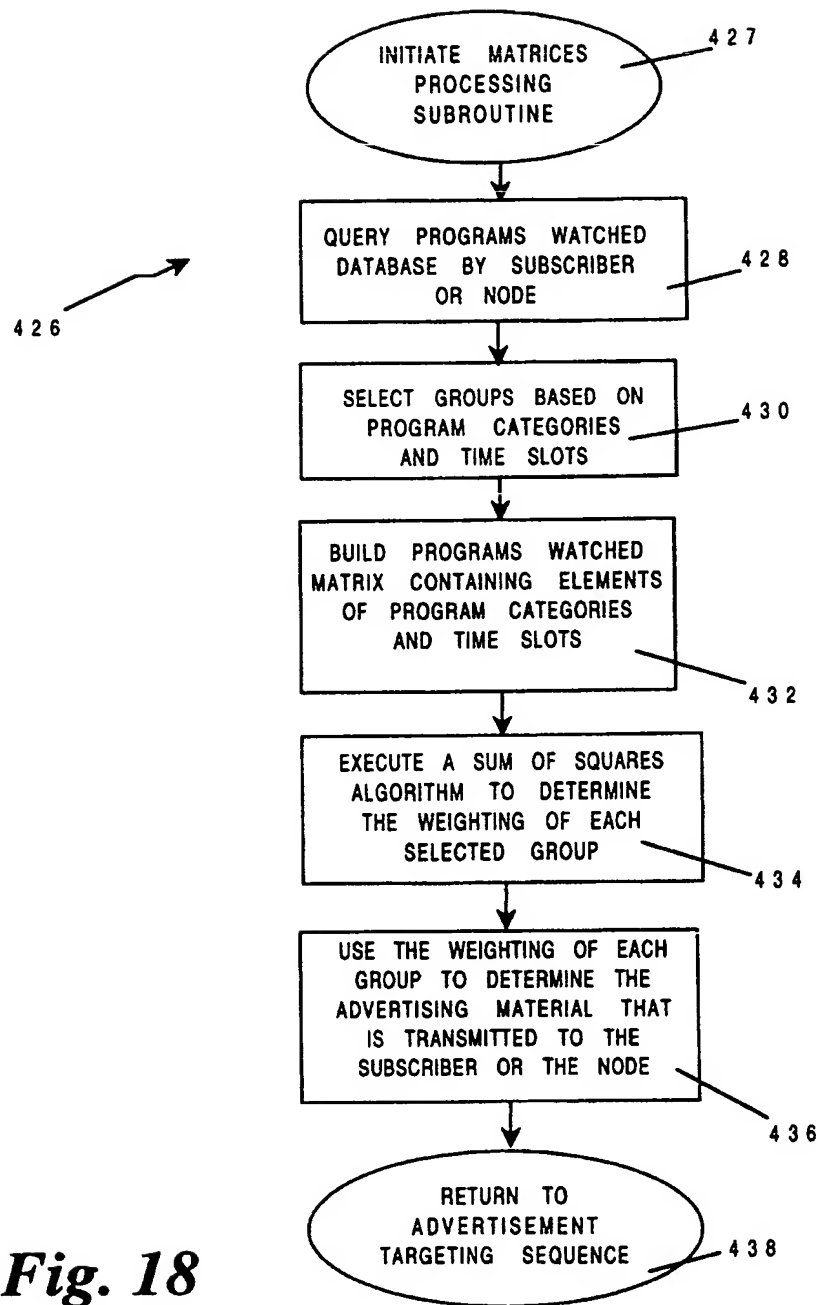 INITIATE MATRICES
PROCESSING
SUBROUTINE
427
QUERY PROGRAMS WATCHED
DATABASE BY SUBSCRIBER
OR NODE
428
426
SELECT GROUPS BASED ON
PROGRAM CATEGORIES
AND TIME SLOTS
430
BUILD PROGRAMS WATCHED
MATRIX CONTAINING ELEMENTS
OF PROGRAM CATEGORIES
AND TIME SLOTS
432
EXECUTE A SUM OF SQUARES
ALGORITHM TO DETERMINE
THE WEIGHTING OF EACH
SELECTED GROUP
434
USE THE WEIGHTING OF EACH
GROUP TO DETERMINE THE
ADVERTISING MATERIAL THAT
IS TRANSMITTED TO THE
SUBSCRIBER OR THE NODE
436
RETURN TO
ADVERTISEMENT
TARGETING SEQUENCE
438
Fig. 18